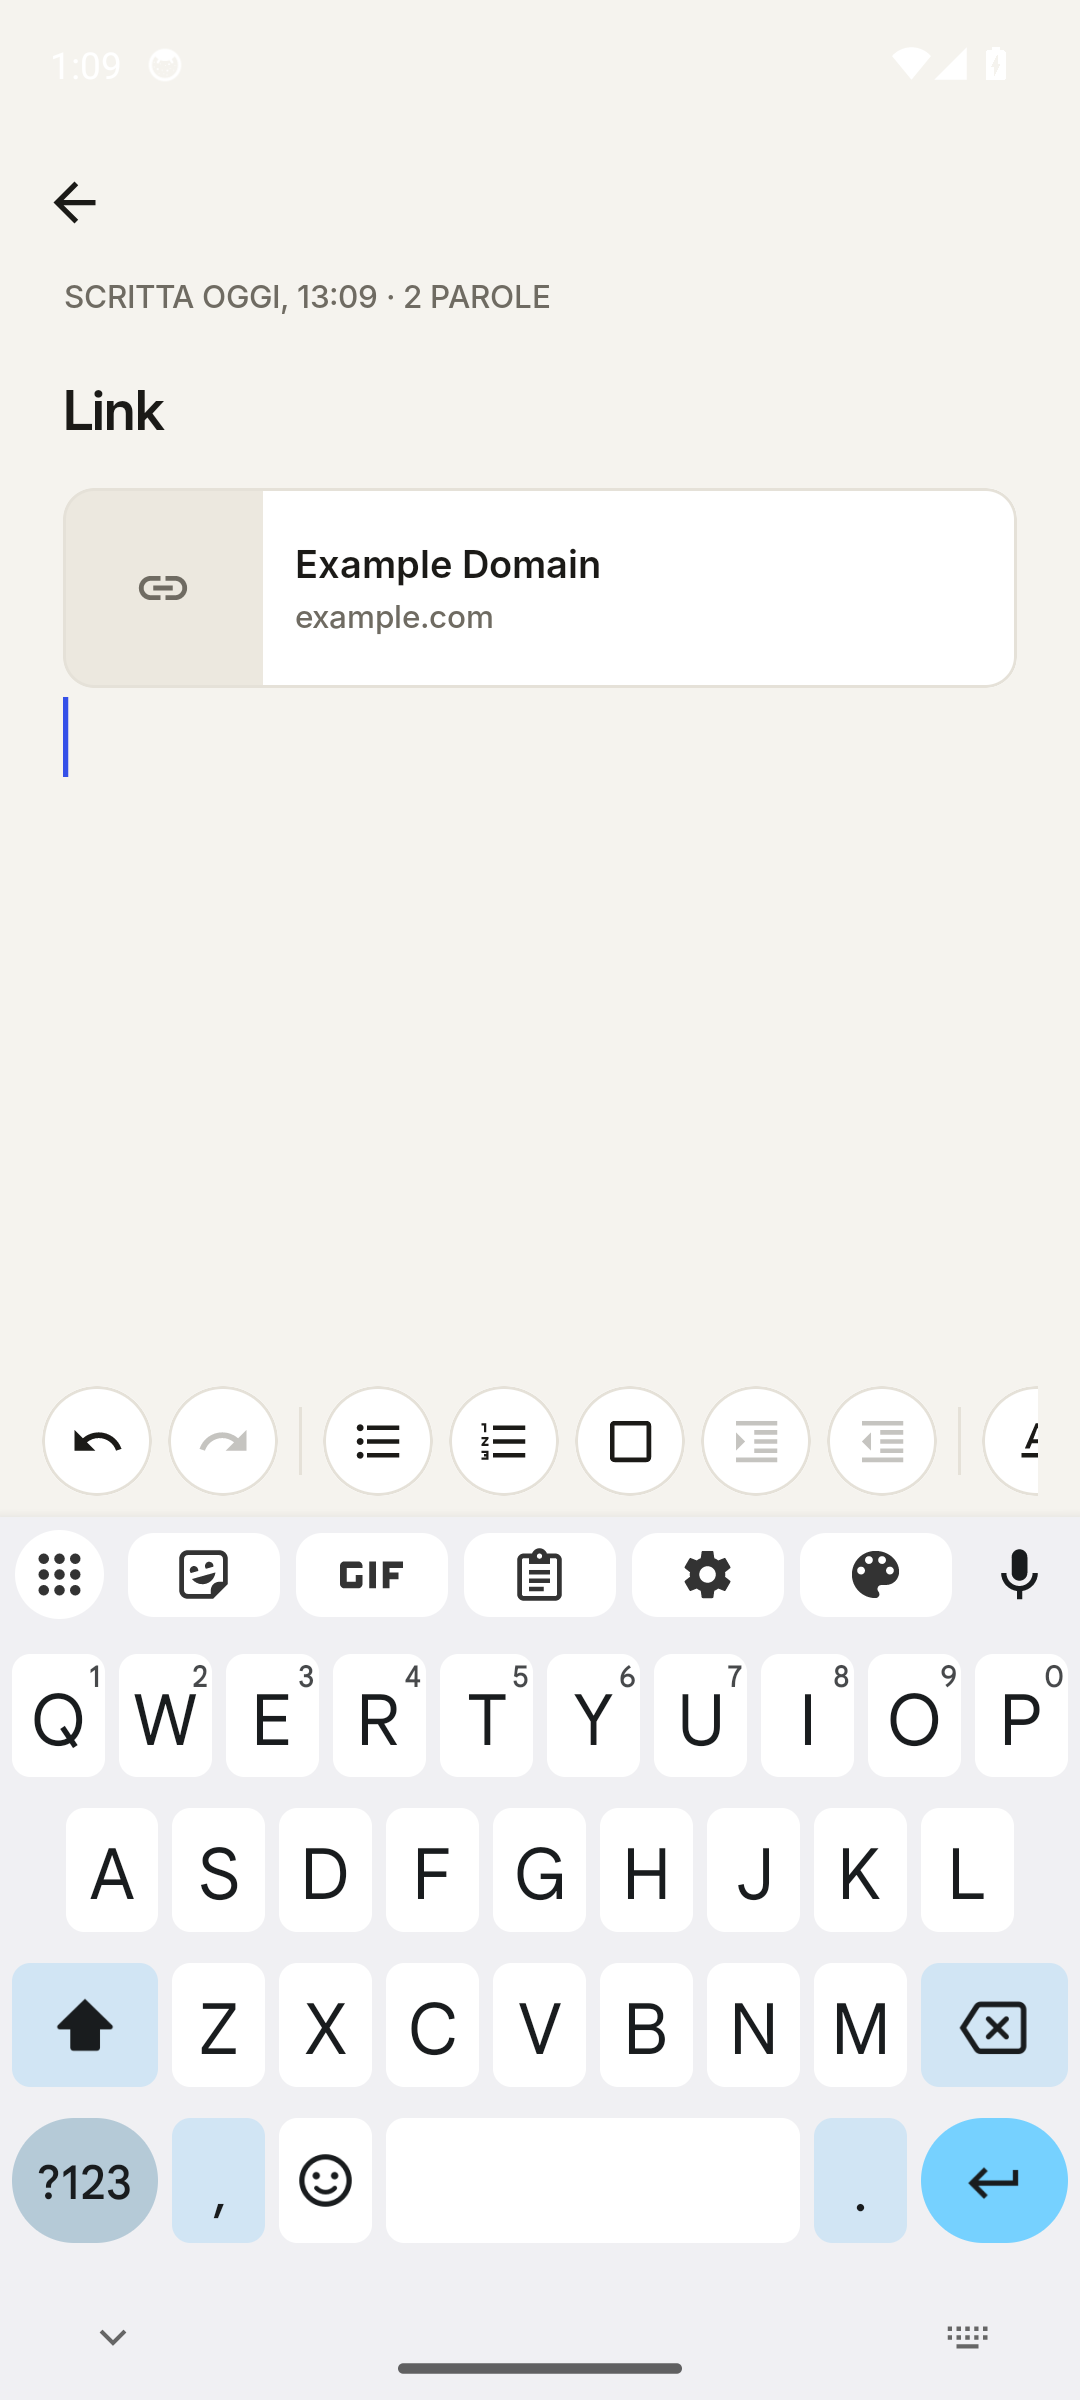 1:09
SCRITTA OGGI, 13:09 · 2 PAROLE
Link
Example Domain
example.com
GIF
Q 1 W 2 E 3 R 4 T 5 Y 6 U 7 I 8 O 9 P 0
A S D F G H J K L
Z X C V B N M
?123 , .